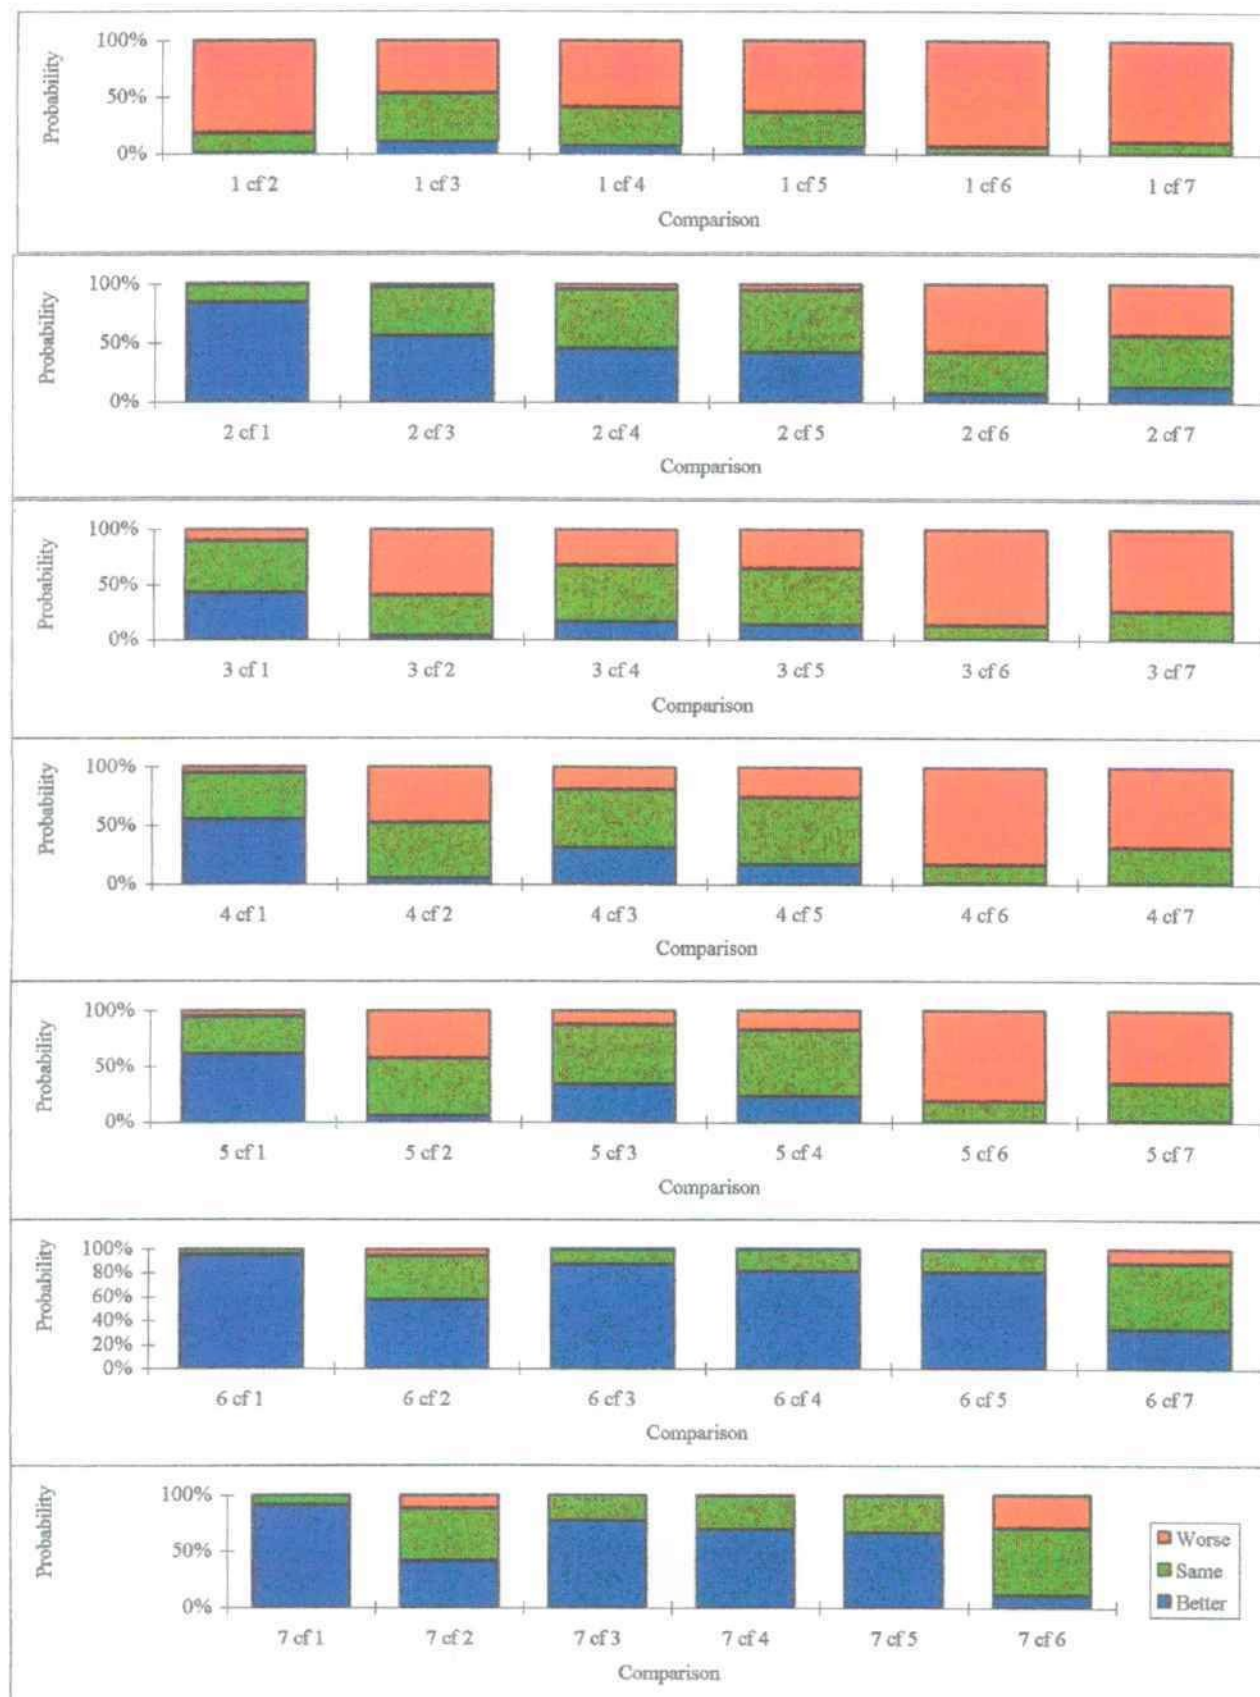 Probability
100%
50%
0%
1 cf 2 1 cf 3 1 cf 4 1 cf 5 1 cf 6 1 cf 7
Comparison
Probability
100%
50%
0%
2 cf 1 2 cf 3 2 cf 4 2 cf 5 2 cf 6 2 cf 7
Comparison
Probability
100%
50%
0%
3 cf 1 3 cf 2 3 cf 4 3 cf 5 3 cf 6 3 cf 7
Comparison
Probability
100%
50%
0%
4 cf 1 4 cf 2 4 cf 3 4 cf 5 4 cf 6 4 cf 7
Comparison
Probability
100%
50%
0%
5 cf 1 5 cf 2 5 cf 3 5 cf 4 5 cf 6 5 cf 7
Comparison
Probability
100%
80%
60%
40%
20%
0%
6 cf 1 6 cf 2 6 cf 3 6 cf 4 6 cf 5 6 cf 7
Comparison
Probability
100%
50%
0%
7 cf 1 7 cf 2 7 cf 3 7 cf 4 7 cf 5 7 cf 6
Comparison
Worse
Same
Better